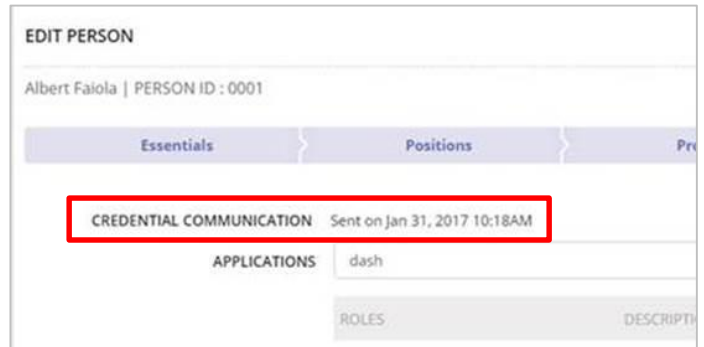 EDIT PERSON
Albert Faiola | PERSON ID : 0001
Essentials Positions
CREDENTIAL COMMUNICATION Sent on Jan 31, 2017 10:18AM
APPLICATIONS dash
ROLES DESCRIPTI